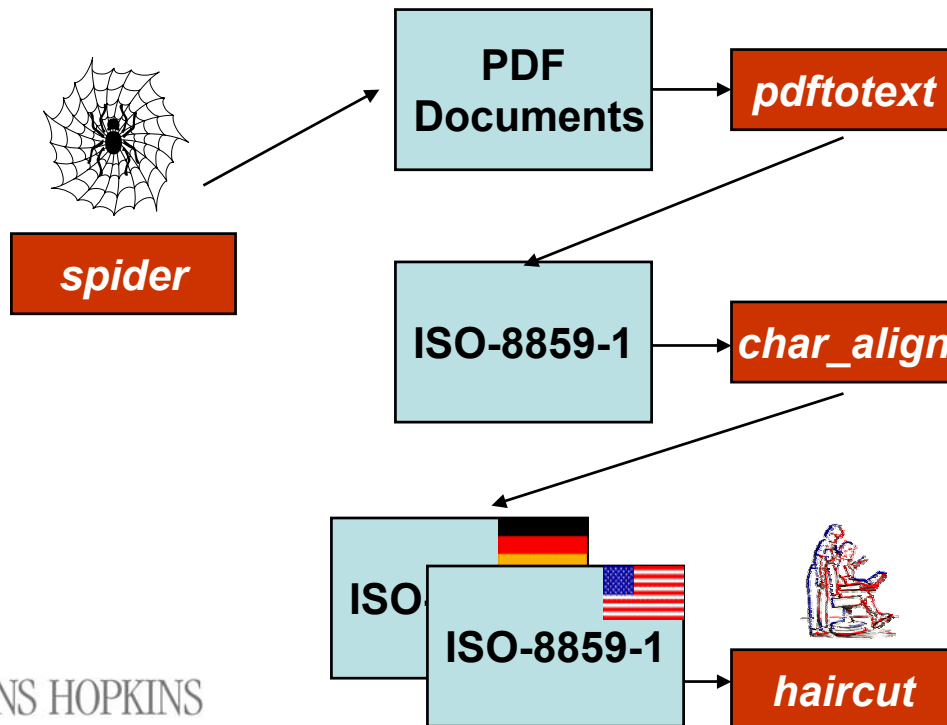 PDF
Documents
pdftotext
spider
ISO-8859-1
char_align
ISO-
ISO-8859-1
haircut
NS HOPKINS